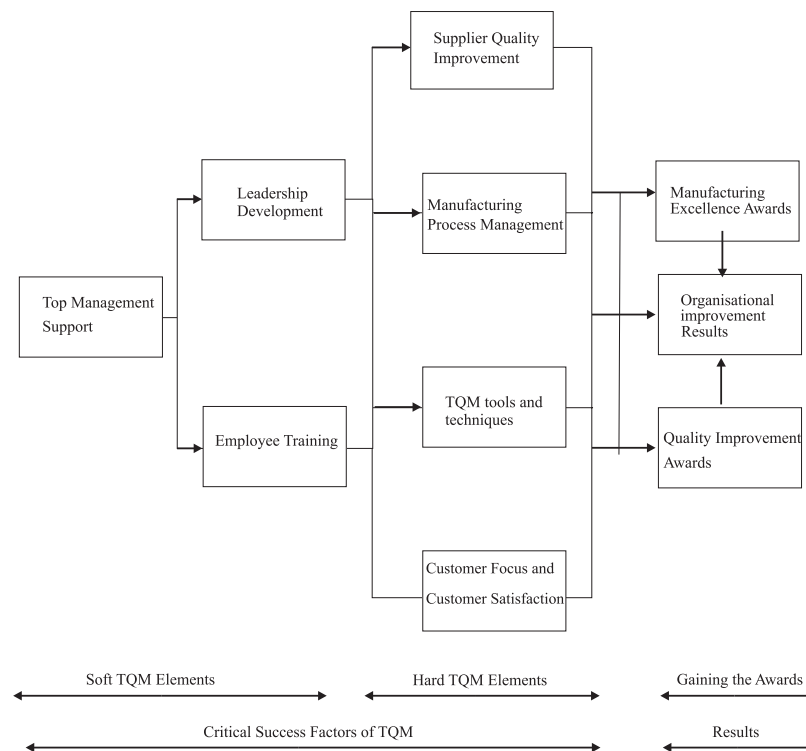 Supplier Quality
Improvement
Leadership
Development
Manufacturing
Process Management
Manufacturing
Excellence Awards
Top Management
Support
Organisational
improvement
Results
Employee Training
TQM tools and
techniques
Quality Improvement
Awards
Customer Focus and
Customer Satisfaction
Soft TQM Elements
Hard TQM Elements
Gaining the Awards
Critical Success Factors of TQM
Results